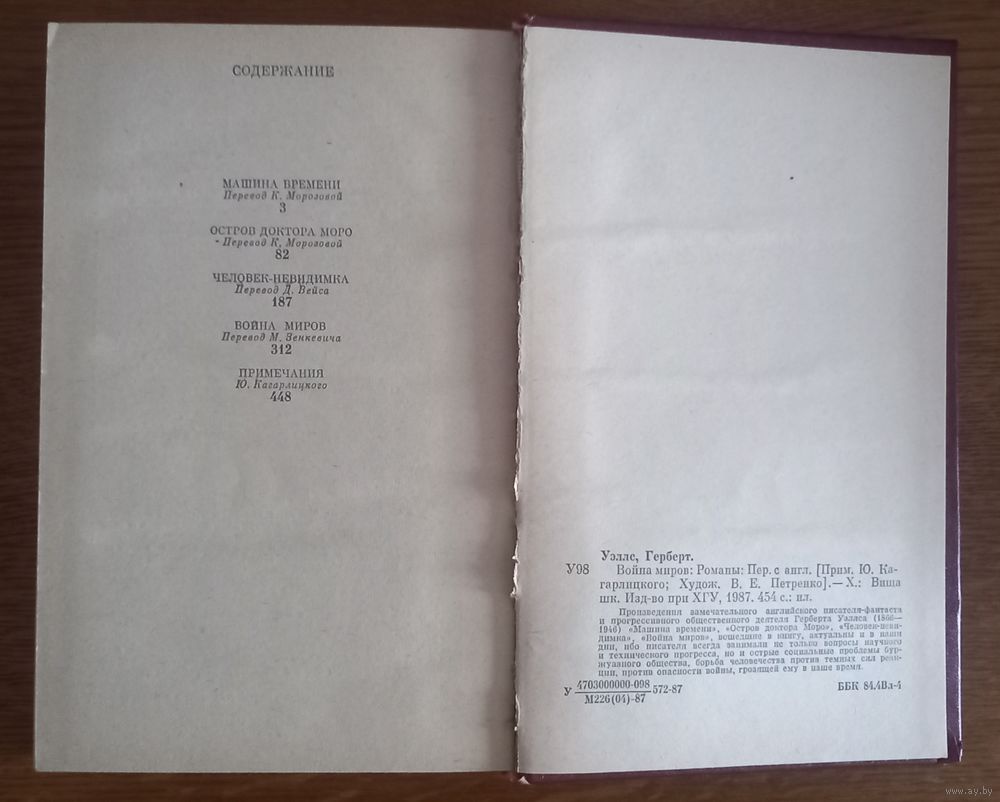 СОДЕРЖАНИЕ
МАШИНА ВРЕМЕНИ
Перевод К. Морозовой
3
ОСТРОВ ДОКТОРА МОРО
Перевод К. Морозовой
82
ЧЕЛОВЕК-НЕВИДИМКА
Перевод Д. Вейса
187
ВОЙНА МИРОВ
Перевод М. Зенкевича
312
ПРИМЕЧАНИЯ
Ю. Кагарлицкого
448
Уэллс, Герберт.
У98 Война миров: Романы: Пер. с англ. [Прим. Ю. Ка-
гарлицкого; Худож. В. Е. Петренко].— Х.: Вища
шк. Изд-во при ХГУ, 1987. 454 с.: ил.
Произведения замечательного английского писателя-фантаста
и прогрессивного общественного деятеля Герберта Уэллса (1866—
1946) «Машина времени», «Остров доктора Моро», «Человек-неви-
димка», «Война миров», вошедшие в книгу, актуальны и в наши
дни, ибо писателя всегда занимали не только вопросы научного
и технического прогресса, но и острые социальные проблемы бур-
жуазного общества, борьба человечества против темных сил реак-
ции, против опасности войны, грозящей ему в наше время.
У 4703000000-098 572-87
М226(04)-87
ББК 84.4Вл-4
www.ay.by